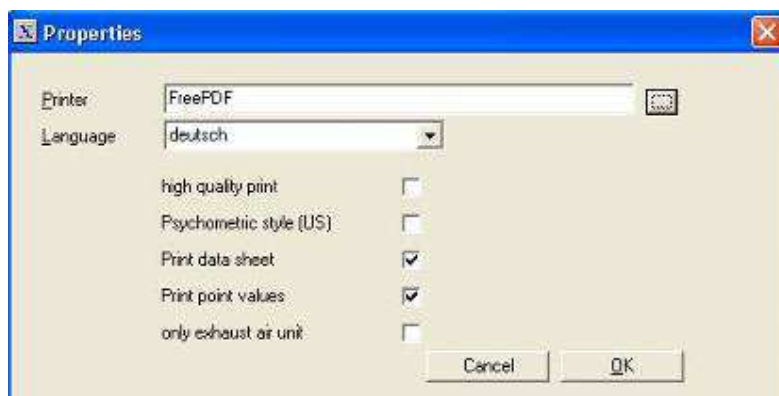 Properties
Printer FreePDF
Language deutsch
high quality print
Psychometric style (US)
Print data sheet
Print point values
only exhaust air unit
Cancel OK